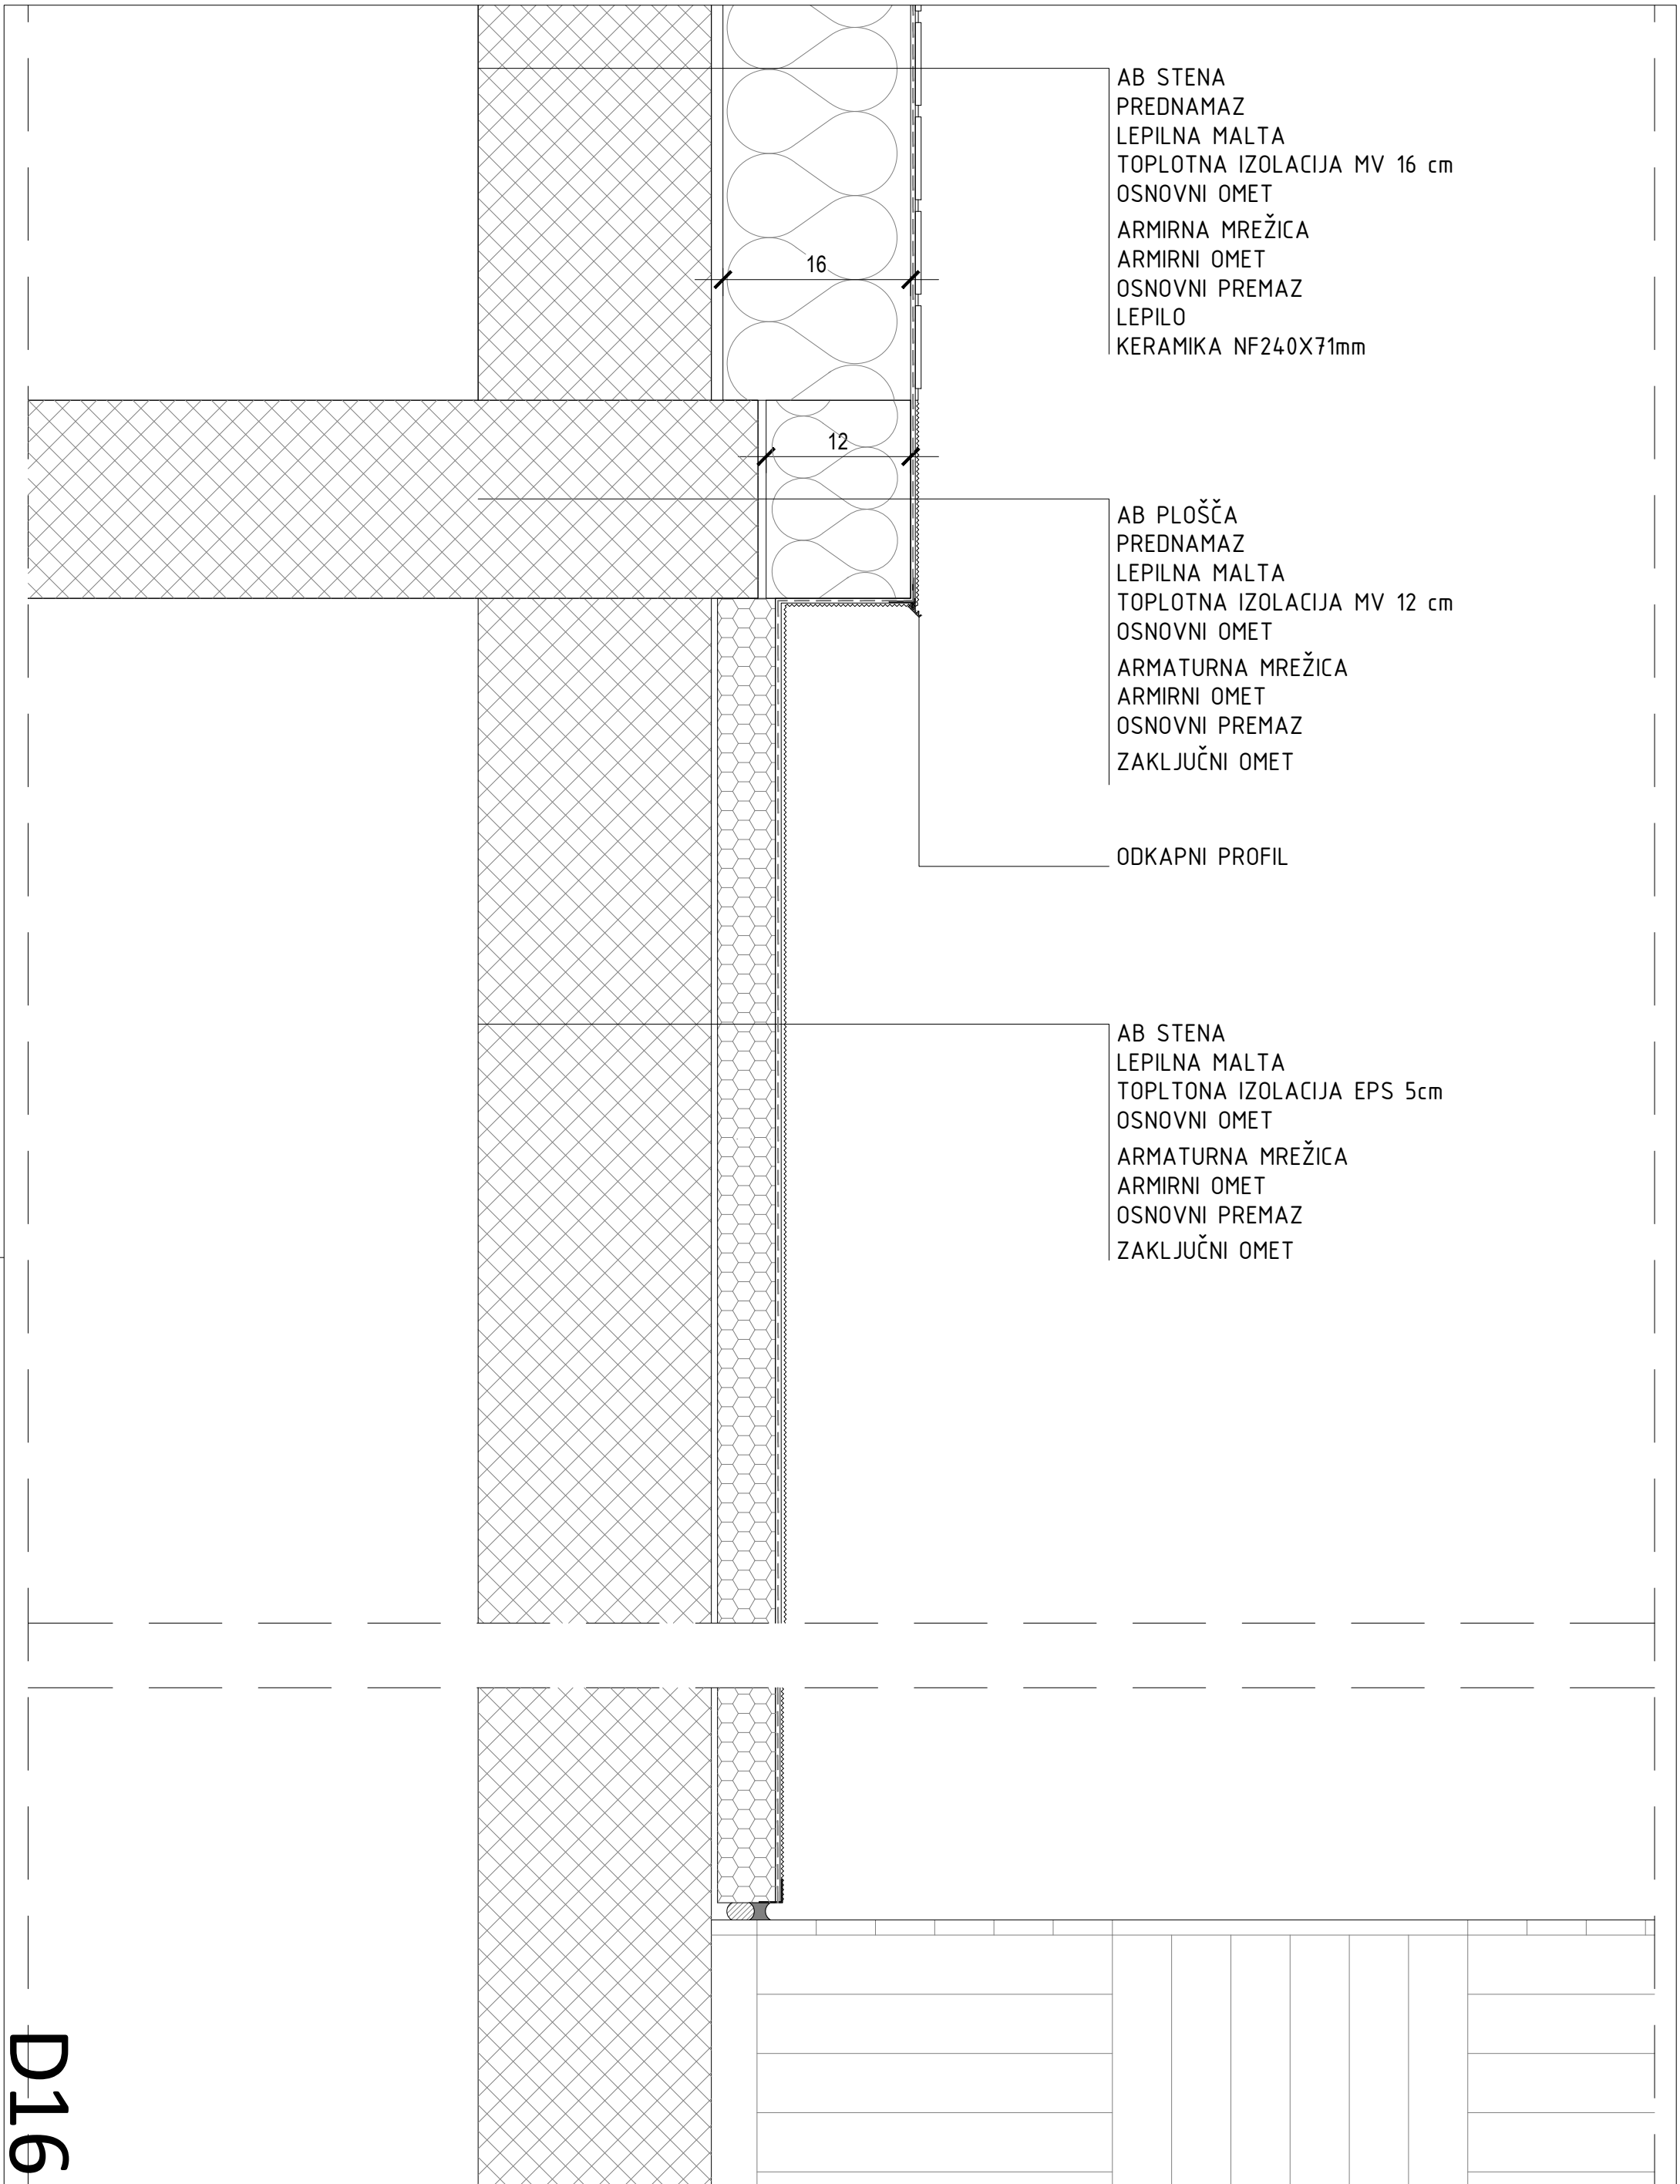 AB STENA
PREDNAMAZ
LEPILNA MALTA
TOPLOTNA IZOLACIJA MV 16 cm
OSNOVNI OMET
ARMIRNA MREŽICA
ARMIRNI OMET
OSNOVNI PREMAZ
LEPILO
KERAMIKA NF240X71mm
16
12
AB PLOŠČA
PREDNAMAZ
LEPILNA MALTA
TOPLOTNA IZOLACIJA MV 12 cm
OSNOVNI OMET
ARMATURNA MREŽICA
ARMIRNI OMET
OSNOVNI PREMAZ
ZAKLJUČNI OMET
ODKAPNI PROFIL
AB STENA
LEPILNA MALTA
TOPLTONA IZOLACIJA EPS 5cm
OSNOVNI OMET
ARMATURNA MREŽICA
ARMIRNI OMET
OSNOVNI PREMAZ
ZAKLJUČNI OMET
D16